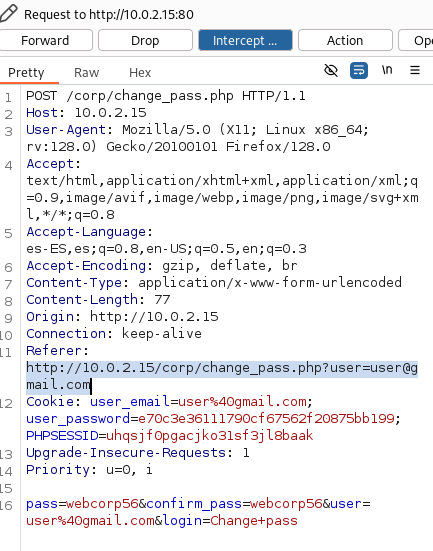 Request to http://10.0.2.15:80
Forward Drop Intercept ... Action Ope
Pretty Raw Hex \n
1 POST /corp/change_pass.php HTTP/1.1
2 Host: 10.0.2.15
3 User-Agent: Mozilla/5.0 (X11; Linux x86_64;
rv:128.0) Gecko/20100101 Firefox/128.0
4 Accept:
text/html,application/xhtml+xml,application/xml;q
=0.9,image/avif,image/webp,image/png,image/svg+xm
l,*/*;q=0.8
5 Accept-Language:
es-ES,es;q=0.8,en-US;q=0.5,en;q=0.3
6 Accept-Encoding: gzip, deflate, br
7 Content-Type: application/x-www-form-urlencoded
8 Content-Length: 77
9 Origin: http://10.0.2.15
10 Connection: keep-alive
11 Referer:
http://10.0.2.15/corp/change_pass.php?user=user@g
mail.com
12 Cookie: user_email=user%40gmail.com;
user_password=e70c3e36111790cf67562f20875bb199;
PHPSESSID=uhqsjf0pgacjko31sf3jl8baak
13 Upgrade-Insecure-Requests: 1
14 Priority: u=0, i
15
16 pass=webcorp56&confirm_pass=webcorp56&user=
user%40gmail.com&login=Change+pass